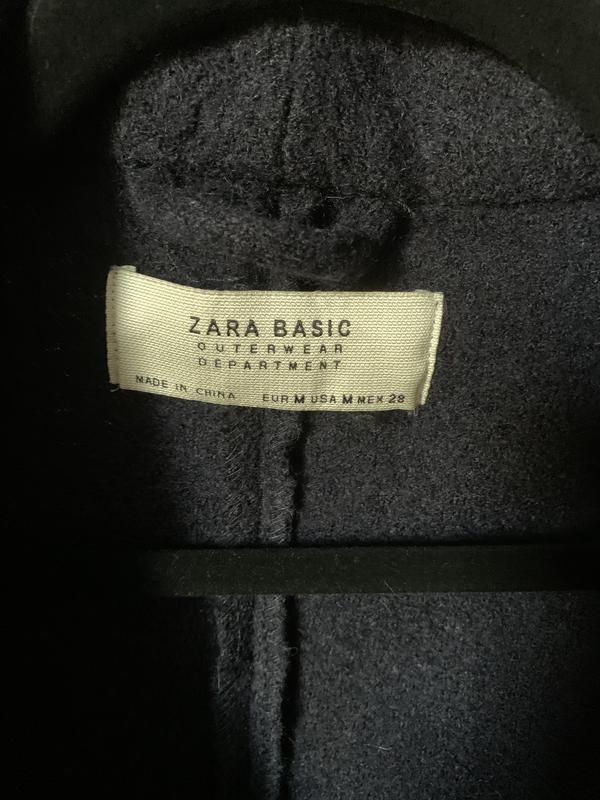 ZARA BASIC
OUTERWEAR
DEPARTMENT
MADE IN CHINA EUR M USA M MEX 28